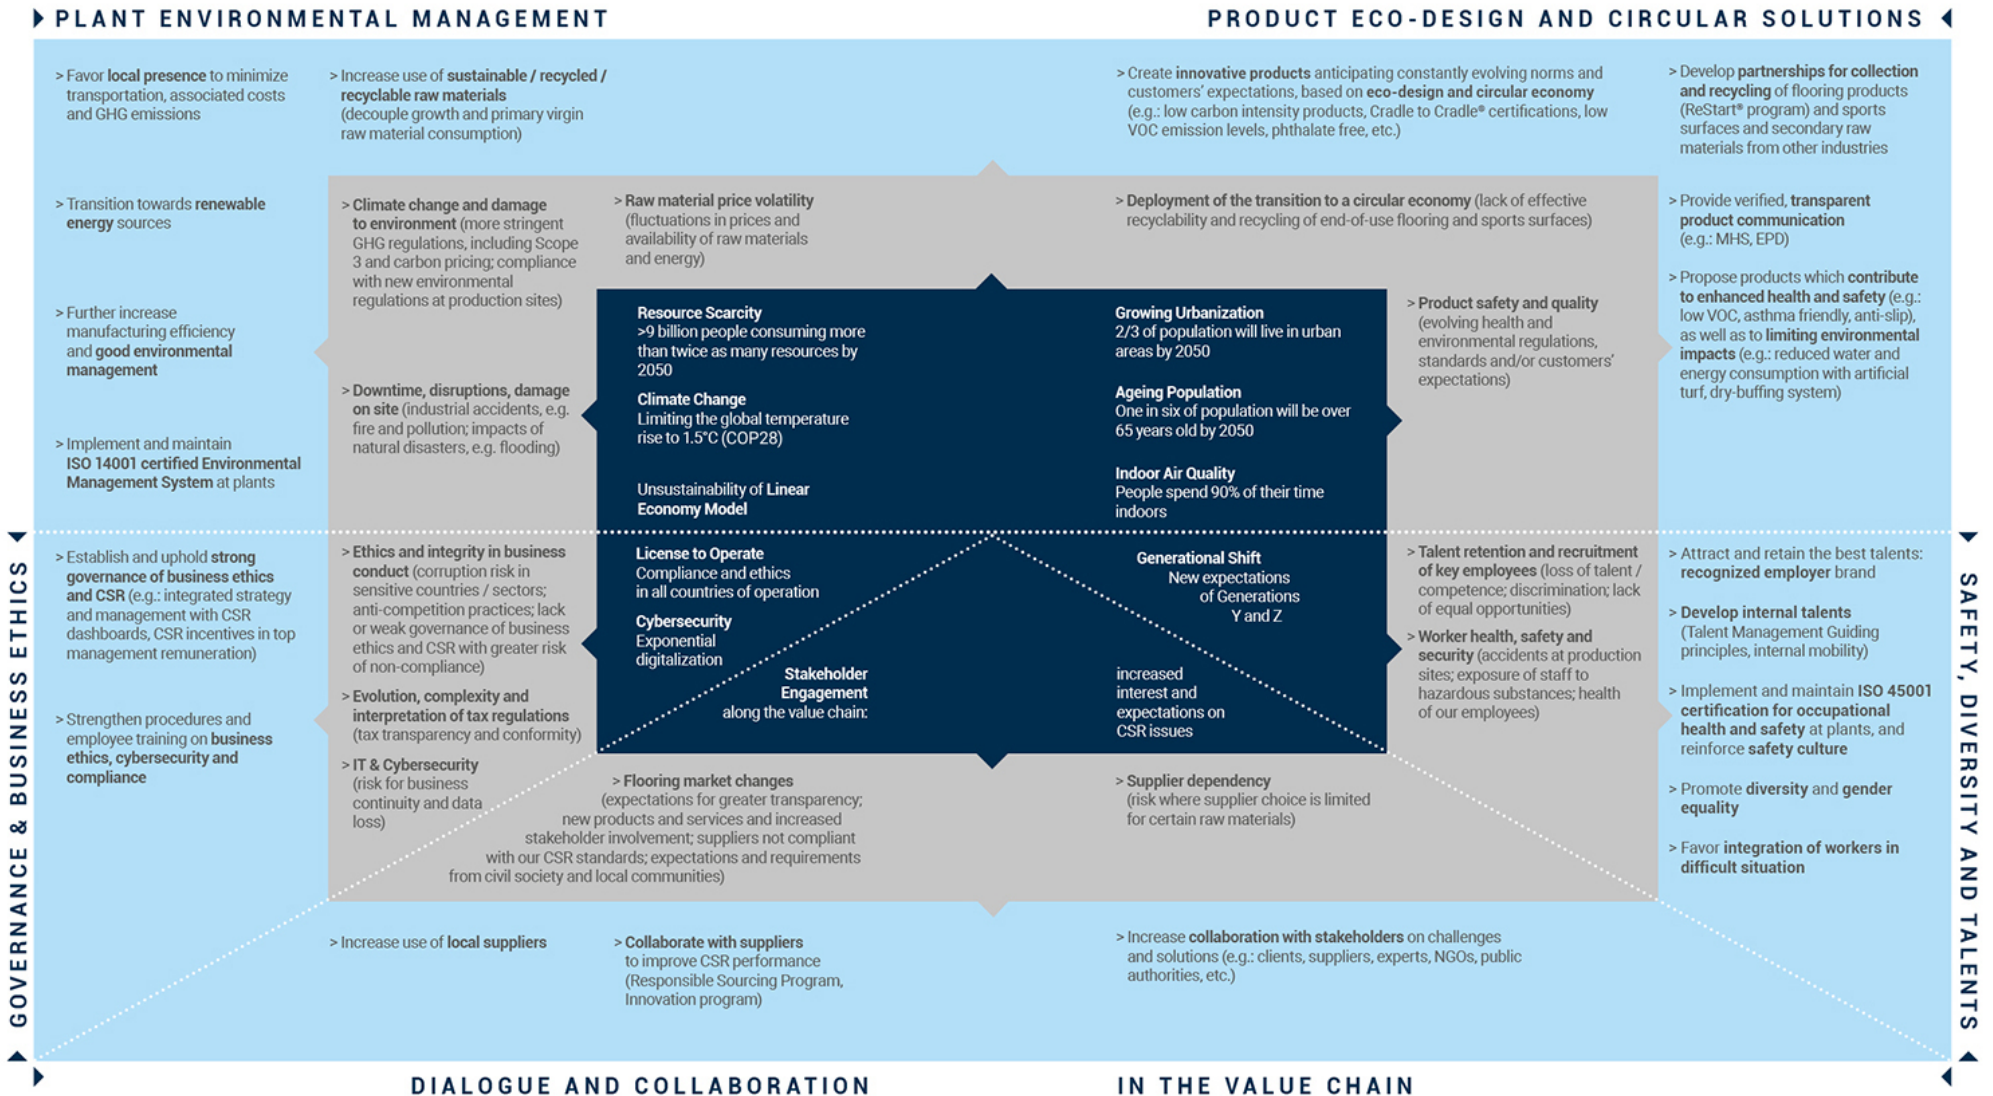 PLANT ENVIRONMENTAL MANAGEMENT
PRODUCT ECO-DESIGN AND CIRCULAR SOLUTIONS
> Favor local presence to minimize
transportation, associated costs
and GHG emissions
> Increase use of sustainable / recycled /
recyclable raw materials
(decouple growth and primary virgin
raw material consumption)
> Create innovative products anticipating constantly evolving norms and
customers' expectations, based on eco-design and circular economy
(e.g.: low carbon intensity products, Cradle to Cradle® certifications, low
VOC emission levels, phthalate free, etc.)
> Develop partnerships for collection
and recycling of flooring products
(ReStart® program) and sports
surfaces and secondary raw
materials from other industries
> Transition towards renewable
energy sources
> Further increase
manufacturing efficiency
and good environmental
management
> Implement and maintain
ISO 14001 certified Environmental
Management System at plants
> Climate change and damage
to environment (more stringent
GHG regulations, including Scope
3 and carbon pricing; compliance
with new environmental
regulations at production sites)
> Downtime, disruptions, damage
on site (industrial accidents, e.g.
fire and pollution; impacts of
natural disasters, e.g. flooding)
> Raw material price volatility
(fluctuations in prices and
availability of raw materials
and energy)
> Deployment of the transition to a circular economy (lack of effective
recyclability and recycling of end-of-use flooring and sports surfaces)
> Provide verified, transparent
product communication
(e.g.: MHS, EPD)
> Propose products which contribute
to enhanced health and safety (e.g.:
low VOC, asthma friendly, anti-slip),
as well as to limiting environmental
impacts (e.g.: reduced water and
energy consumption with artificial
turf, dry-buffing system)
Resource Scarcity
>9 billion people consuming more
than twice as many resources by
2050
Climate Change
Limiting the global temperature
rise to 1.5°C (COP28)
Unsustainability of Linear
Economy Model
Growing Urbanization
2/3 of population will live in urban
areas by 2050
Ageing Population
One in six of population will be over
65 years old by 2050
Indoor Air Quality
People spend 90% of their time
indoors
> Product safety and quality
(evolving health and
environmental regulations,
standards and/or customers'
expectations)
GOVERNANCE & BUSINESS ETHICS
> Establish and uphold strong
governance of business ethics
and CSR (e.g.: integrated strategy
and management with CSR
dashboards, CSR incentives in top
management remuneration)
> Strengthen procedures and
employee training on business
ethics, cybersecurity and
compliance
> Ethics and integrity in business
conduct (corruption risk in
sensitive countries / sectors;
anti-competition practices; lack
or weak governance of business
ethics and CSR with greater risk
of non-compliance)
> Evolution, complexity and
interpretation of tax regulations
(tax transparency and conformity)
> IT & Cybersecurity
(risk for business
continuity and data
loss)
License to Operate
Compliance and ethics
in all countries of operation
Cybersecurity
Exponential
digitalization
Stakeholder
Engagement
along the value chain:
increased
interest and
expectations on
CSR issues
Generational Shift
New expectations
of Generations
Y and Z
> Talent retention and recruitment
of key employees (loss of talent /
competence; discrimination; lack
of equal opportunities)
> Worker health, safety and
security (accidents at production
sites; exposure of staff to
hazardous substances; health
of our employees)
> Attract and retain the best talents:
recognized employer brand
> Develop internal talents
(Talent Management Guiding
principles, internal mobility)
> Implement and maintain ISO 45001
certification for occupational
health and safety at plants, and
reinforce safety culture
> Promote diversity and gender
equality
> Favor integration of workers in
difficult situation
SAFETY, DIVERSITY AND TALENTS
> Flooring market changes
(expectations for greater transparency;
new products and services and increased
stakeholder involvement; suppliers not compliant
with our CSR standards; expectations and requirements
from civil society and local communities)
> Supplier dependency
(risk where supplier choice is limited
for certain raw materials)
> Increase use of local suppliers
> Collaborate with suppliers
to improve CSR performance
(Responsible Sourcing Program,
Innovation program)
> Increase collaboration with stakeholders on challenges
and solutions (e.g.: clients, suppliers, experts, NGOs, public
authorities, etc.)
DIALOGUE AND COLLABORATION
IN THE VALUE CHAIN